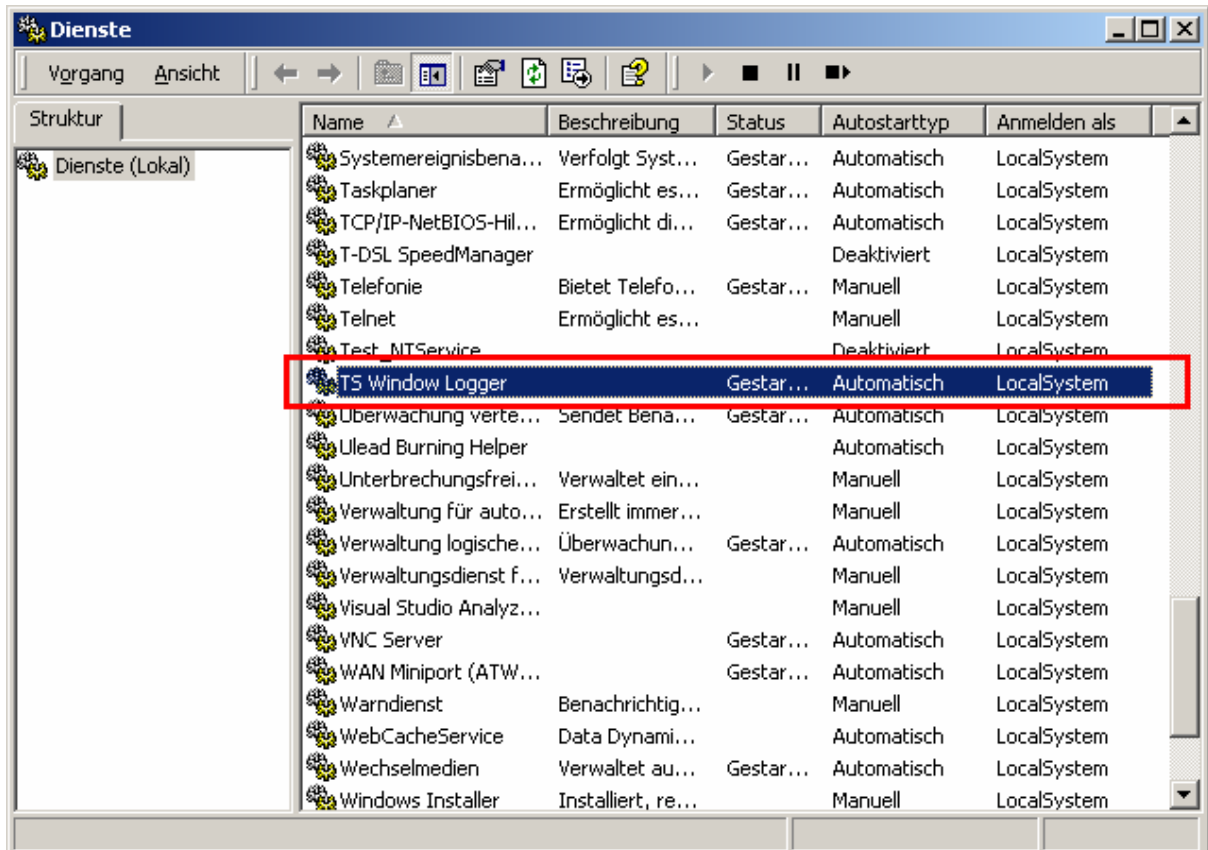 Dienste
Vorgang Ansicht
Struktur
Name Beschreibung Status Autostarttyp Anmelden als
Dienste (Lokal)
Systemereignisbena... Verfolgt Syst... Gestar... Automatisch LocalSystem
Taskplaner Ermöglicht es... Gestar... Automatisch LocalSystem
TCP/IP-NetBIOS-Hil... Ermöglicht di... Gestar... Automatisch LocalSystem
T-DSL SpeedManager Deaktiviert LocalSystem
Telefonie Bietet Telefo... Gestar... Manuell LocalSystem
Telnet Ermöglicht es... Manuell LocalSystem
Test_NTService Deaktiviert LocalSystem
TS Window Logger Gestar... Automatisch LocalSystem
Überwachung verte... Sendet Bena... Gestar... Automatisch LocalSystem
Ulead Burning Helper Automatisch LocalSystem
Unterbrechungsfrei... Verwaltet ein... Manuell LocalSystem
Verwaltung für auto... Erstellt immer... Manuell LocalSystem
Verwaltung logische... Überwachun... Gestar... Automatisch LocalSystem
Verwaltungsdienst f... Verwaltungsd... Manuell LocalSystem
Visual Studio Analyz... Manuell LocalSystem
VNC Server Gestar... Automatisch LocalSystem
WAN Miniport (ATW... Gestar... Automatisch LocalSystem
Warndienst Benachrichtig... Manuell LocalSystem
WebCacheService Data Dynami... Automatisch LocalSystem
Wechselmedien Verwaltet au... Gestar... Automatisch LocalSystem
Windows Installer Installiert, re... Manuell LocalSystem